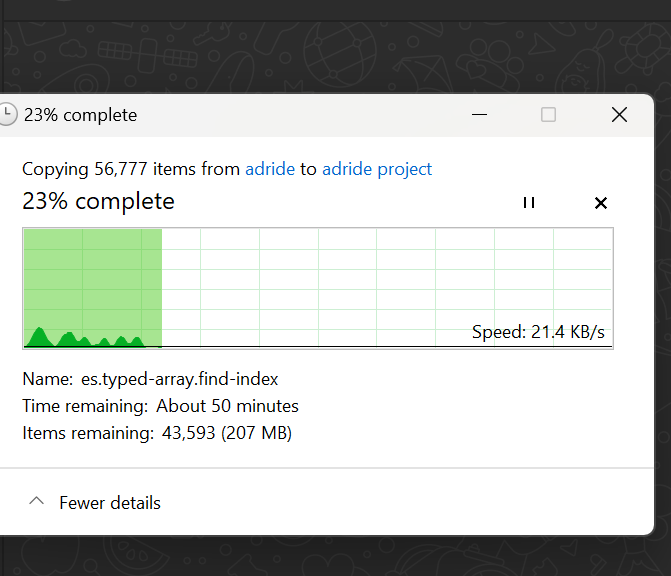 23% complete
Copying 56,777 items from adride to adride project
23% complete
Speed: 21.4 KB/s
Name: es.typed-array.find-index
Time remaining: About 50 minutes
Items remaining: 43,593 (207 MB)
Fewer details